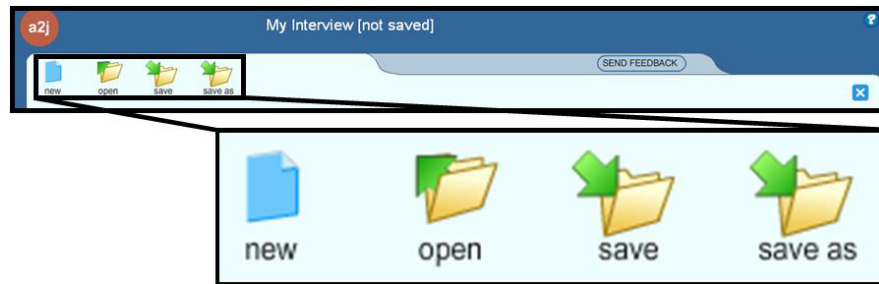 a2j
My Interview [not saved]
?
SEND FEEDBACK
new open save save as
new open save save as